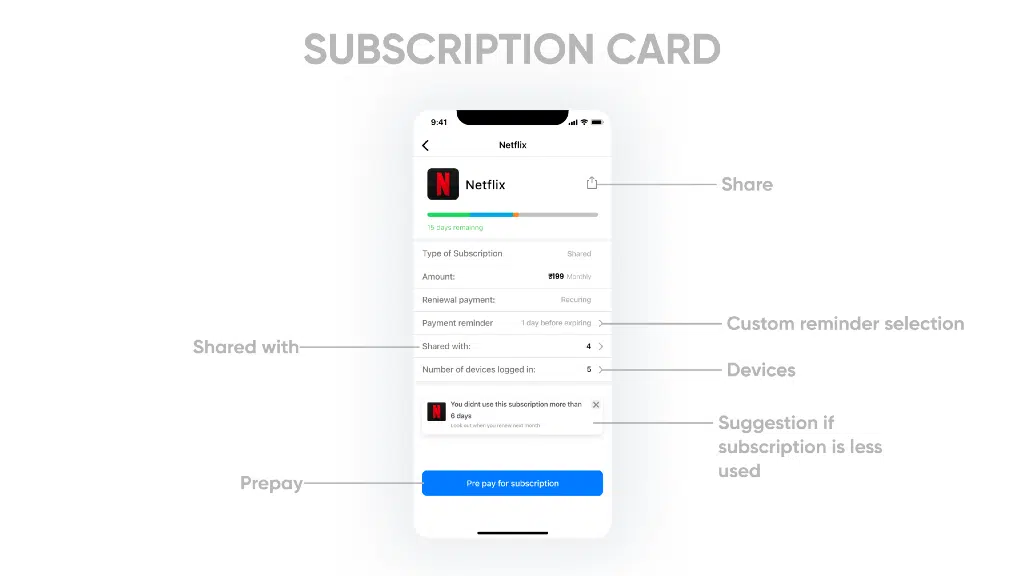 SUBSCRIPTION CARD
9:41
Netflix
N Netflix
Share
15 days remaining
Type of Subscription Shared
Amount: ₹199 Monthly
Reniewal payment: Recuring
Payment reminder 1 day before expiring
Custom reminder selection
Shared with
Shared with: 4
Number of devices logged in: 5
Devices
N
You didnt use this subscription more than
6 days
Look out when you renew next month
Suggestion if
subscription is less
used
Prepay
Pre pay for subscription